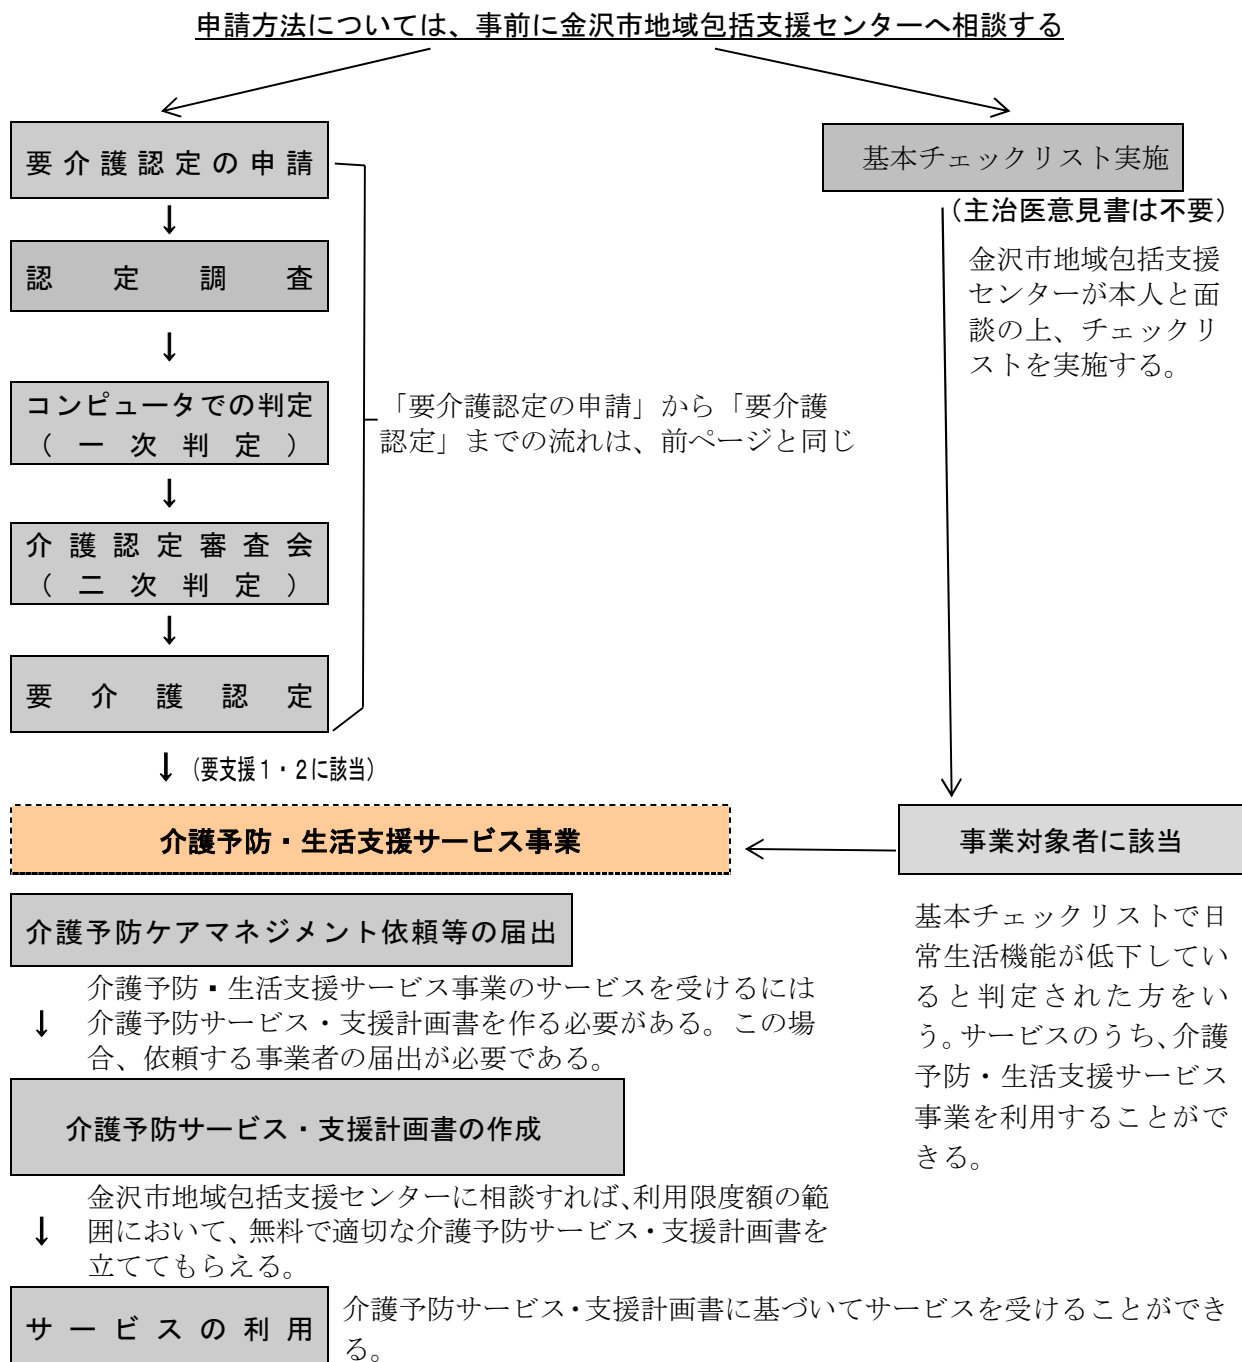 申請方法については、事前に金沢市地域包括支援センターへ相談する
要介護認定の申請
↓
認定調査
↓
コンピュータでの判定
(一次判定)
↓
介護認定審査会
(二次判定)
↓
要介護認定
「要介護認定の申請」から「要介護
認定」までの流れは、前ページと同じ
↓ (要支援1・2に該当)
基本チェックリスト実施
(主治医意見書は不要)
金沢市地域包括支援
センターが本人と面
談の上、チェックリ
ストを実施する。
介護予防・生活支援サービス事業
事業対象者に該当
基本チェックリストで日
常生活機能が低下してい
ると判定された方をい
う。サービスのうち、介護
予防・生活支援サービス
事業を利用することがで
きる。
介護予防ケアマネジメント依頼等の届出
介護予防・生活支援サービス事業のサービスを受けるには
↓ 介護予防サービス・支援計画書を作る必要がある。この場
合、依頼する事業者の届出が必要である。
介護予防サービス・支援計画書の作成
金沢市地域包括支援センターに相談すれば、利用限度額の範
↓ 囲において、無料で適切な介護予防サービス・支援計画書を
立ててもらえる。
サービスの利用
介護予防サービス・支援計画書に基づいてサービスを受けることができ
る。